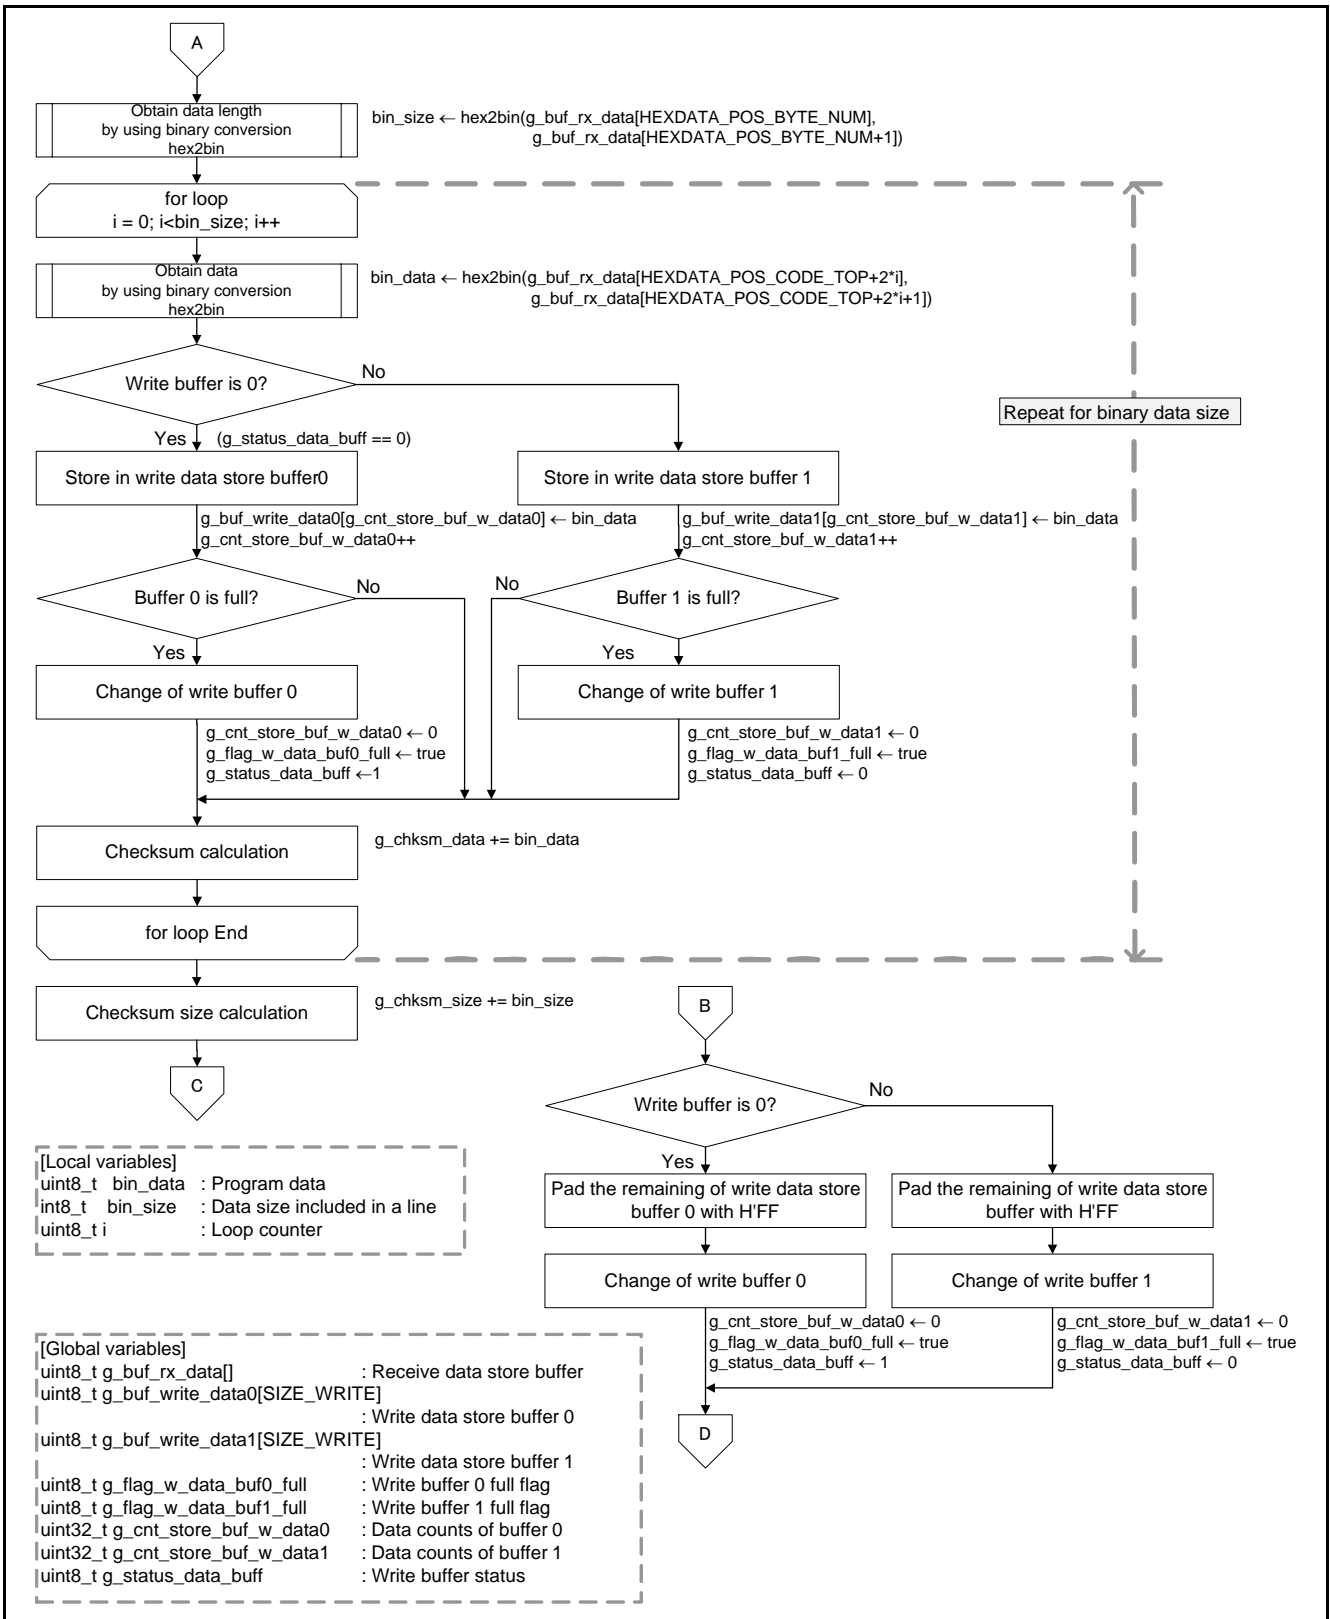 A
Obtain data length
by using binary conversion
hex2bin
bin_size ← hex2bin(g_buf_rx_data[HEXDATA_POS_BYTE_NUM],
g_buf_rx_data[HEXDATA_POS_BYTE_NUM+1])
for loop
i = 0; i<bin_size; i++
Obtain data
by using binary conversion
hex2bin
bin_data ← hex2bin(g_buf_rx_data[HEXDATA_POS_CODE_TOP+2*i],
g_buf_rx_data[HEXDATA_POS_CODE_TOP+2*i+1])
Write buffer is 0?
No
Repeat for binary data size
Yes
(g_status_data_buff == 0)
Store in write data store buffer0
Store in write data store buffer 1
g_buf_write_data0[g_cnt_store_buf_w_data0] ← bin_data
g_cnt_store_buf_w_data0++
g_buf_write_data1[g_cnt_store_buf_w_data1] ← bin_data
g_cnt_store_buf_w_data1++
Buffer 0 is full?
No
No
Buffer 1 is full?
Yes
Yes
Change of write buffer 0
Change of write buffer 1
g_cnt_store_buf_w_data0 ← 0
g_flag_w_data_buf0_full ← true
g_status_data_buff ←1
g_cnt_store_buf_w_data1 ← 0
g_flag_w_data_buf1_full ← true
g_status_data_buff ← 0
Checksum calculation
g_chksm_data += bin_data
for loop End
Checksum size calculation
g_chksm_size += bin_size
C
B
Write buffer is 0?
No
Yes
Pad the remaining of write data store
buffer 0 with H'FF
Pad the remaining of write data store
buffer with H'FF
Change of write buffer 0
Change of write buffer 1
g_cnt_store_buf_w_data0 ← 0
g_flag_w_data_buf0_full ← true
g_status_data_buff ← 1
g_cnt_store_buf_w_data1 ← 0
g_flag_w_data_buf1_full ← true
g_status_data_buff ← 0
D
[Local variables]
uint8_t bin_data : Program data
int8_t bin_size : Data size included in a line
uint8_t i : Loop counter
[Global variables]
uint8_t g_buf_rx_data[] : Receive data store buffer
uint8_t g_buf_write_data0[SIZE_WRITE]
: Write data store buffer 0
uint8_t g_buf_write_data1[SIZE_WRITE]
: Write data store buffer 1
uint8_t g_flag_w_data_buf0_full : Write buffer 0 full flag
uint8_t g_flag_w_data_buf1_full : Write buffer 1 full flag
uint32_t g_cnt_store_buf_w_data0 : Data counts of buffer 0
uint32_t g_cnt_store_buf_w_data1 : Data counts of buffer 1
uint8_t g_status_data_buff : Write buffer status